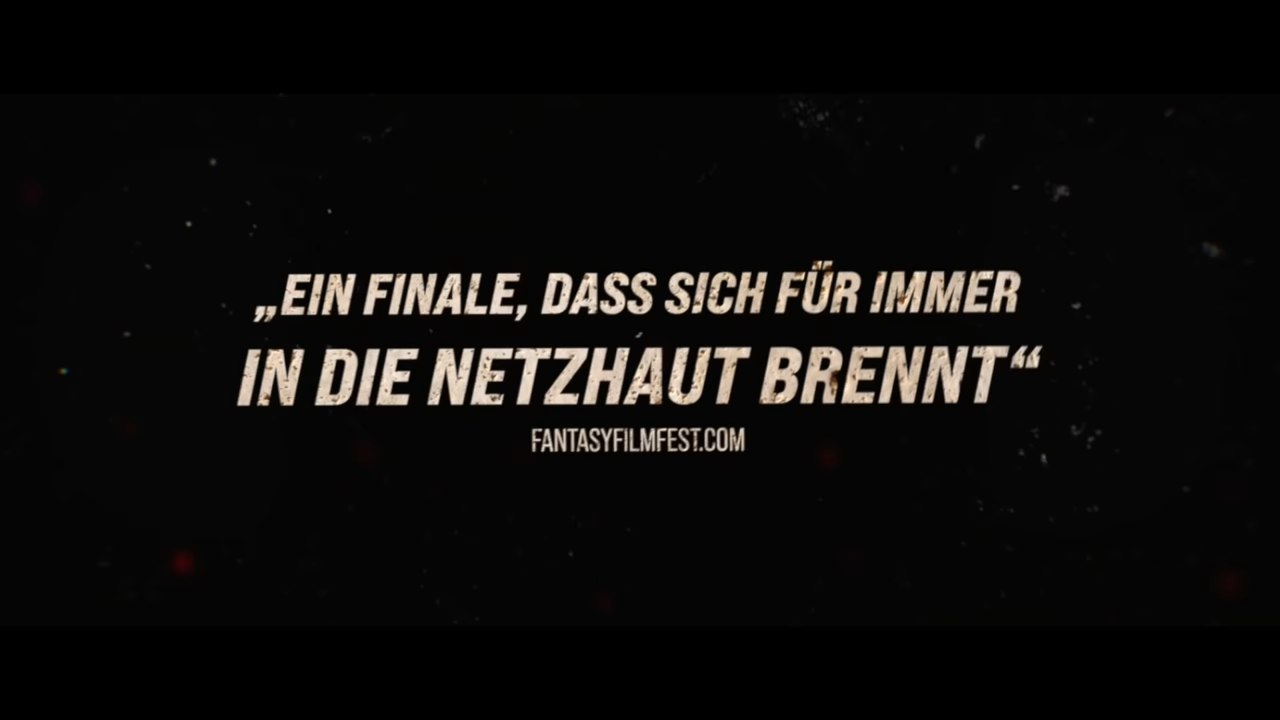 „EIN FINALE, DASS SICH FÜR IMMER
IN DIE NETZHAUT BRENNT“
FANTASYFILMFEST.COM